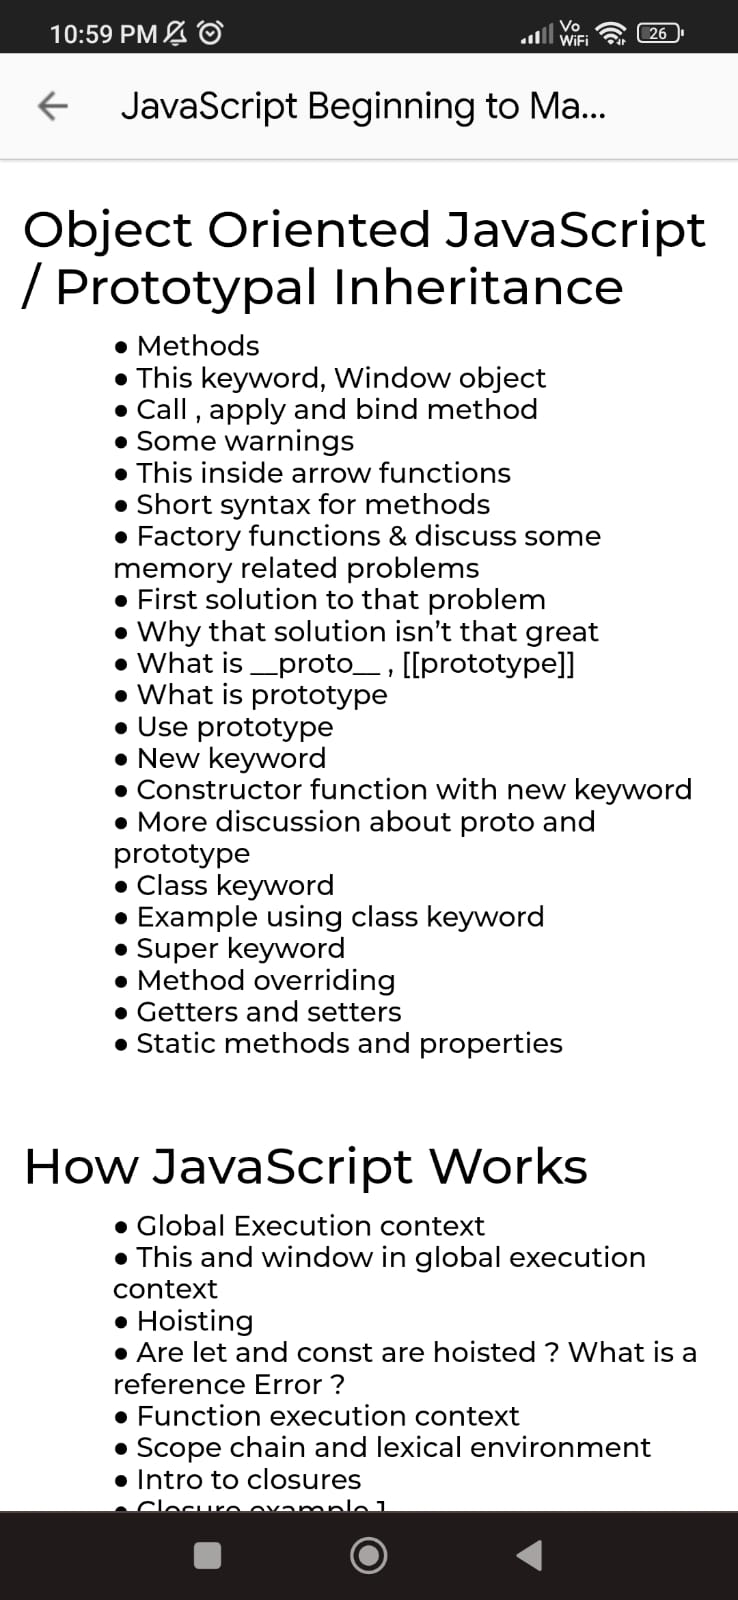 10:59 PM
Vo
WiFi
26
JavaScript Beginning to Ma...
Object Oriented JavaScript
/ Prototypal Inheritance
● Methods
● This keyword, Window object
● Call , apply and bind method
● Some warnings
● This inside arrow functions
● Short syntax for methods
● Factory functions & discuss some
memory related problems
● First solution to that problem
● Why that solution isn’t that great
● What is __proto__ , [[prototype]]
● What is prototype
● Use prototype
● New keyword
● Constructor function with new keyword
● More discussion about proto and
prototype
● Class keyword
● Example using class keyword
● Super keyword
● Method overriding
● Getters and setters
● Static methods and properties
How JavaScript Works
● Global Execution context
● This and window in global execution
context
● Hoisting
● Are let and const are hoisted ? What is a
reference Error ?
● Function execution context
● Scope chain and lexical environment
● Intro to closures
● Closure example 1